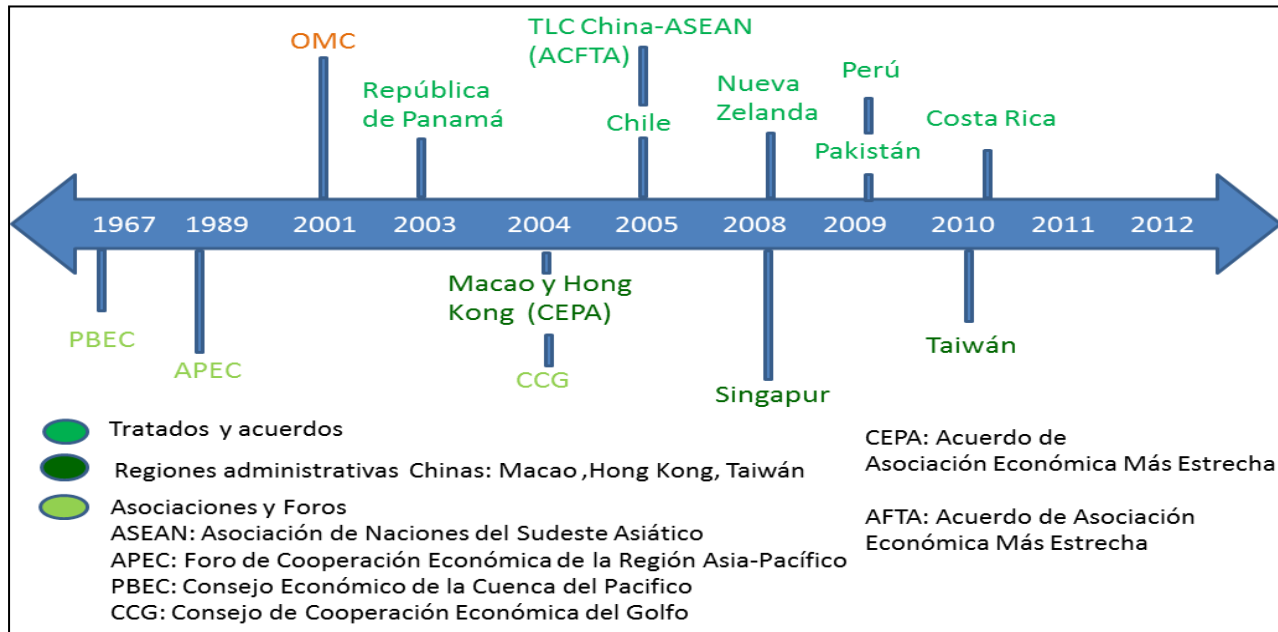 OMC
República
de Panamá
TLC China-ASEAN
(ACFTA)
Chile
Nueva
Zelanda
Perú
Pakistán
Costa Rica
1967 1989 2001 2003 2004 2005 2008 2009 2010 2011 2012
PBEC
APEC
Macao y Hong
Kong (CEPA)
CCG
Singapur
Taiwán
Tratados y acuerdos
Regiones administrativas Chinas: Macao ,Hong Kong, Taiwán
Asociaciones y Foros
ASEAN: Asociación de Naciones del Sudeste Asiático
APEC: Foro de Cooperación Económica de la Región Asia-Pacífico
PBEC: Consejo Económico de la Cuenca del Pacifico
CCG: Consejo de Cooperación Económica del Golfo
CEPA: Acuerdo de
Asociación Económica Más Estrecha
AFTA: Acuerdo de Asociación
Económica Más Estrecha